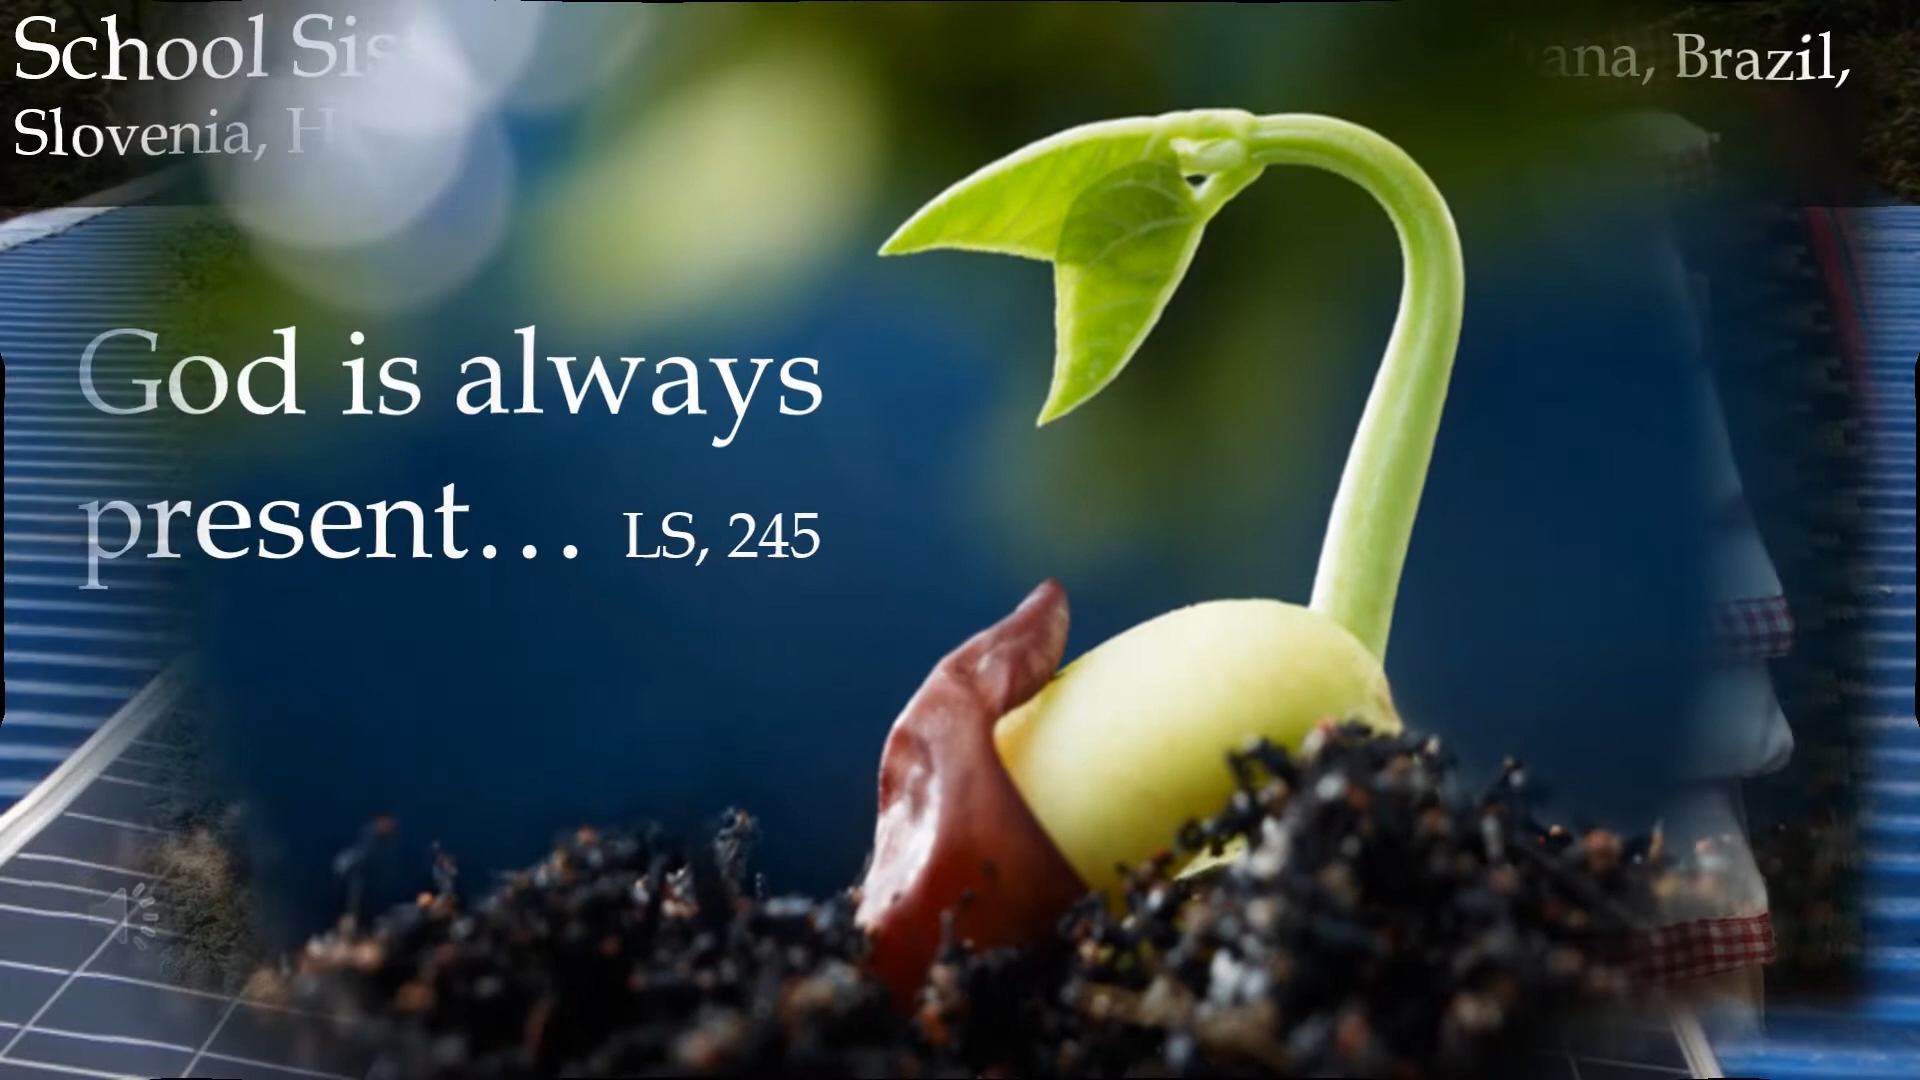 School Brazil,
Slovenia,
God is always
present… LS, 245